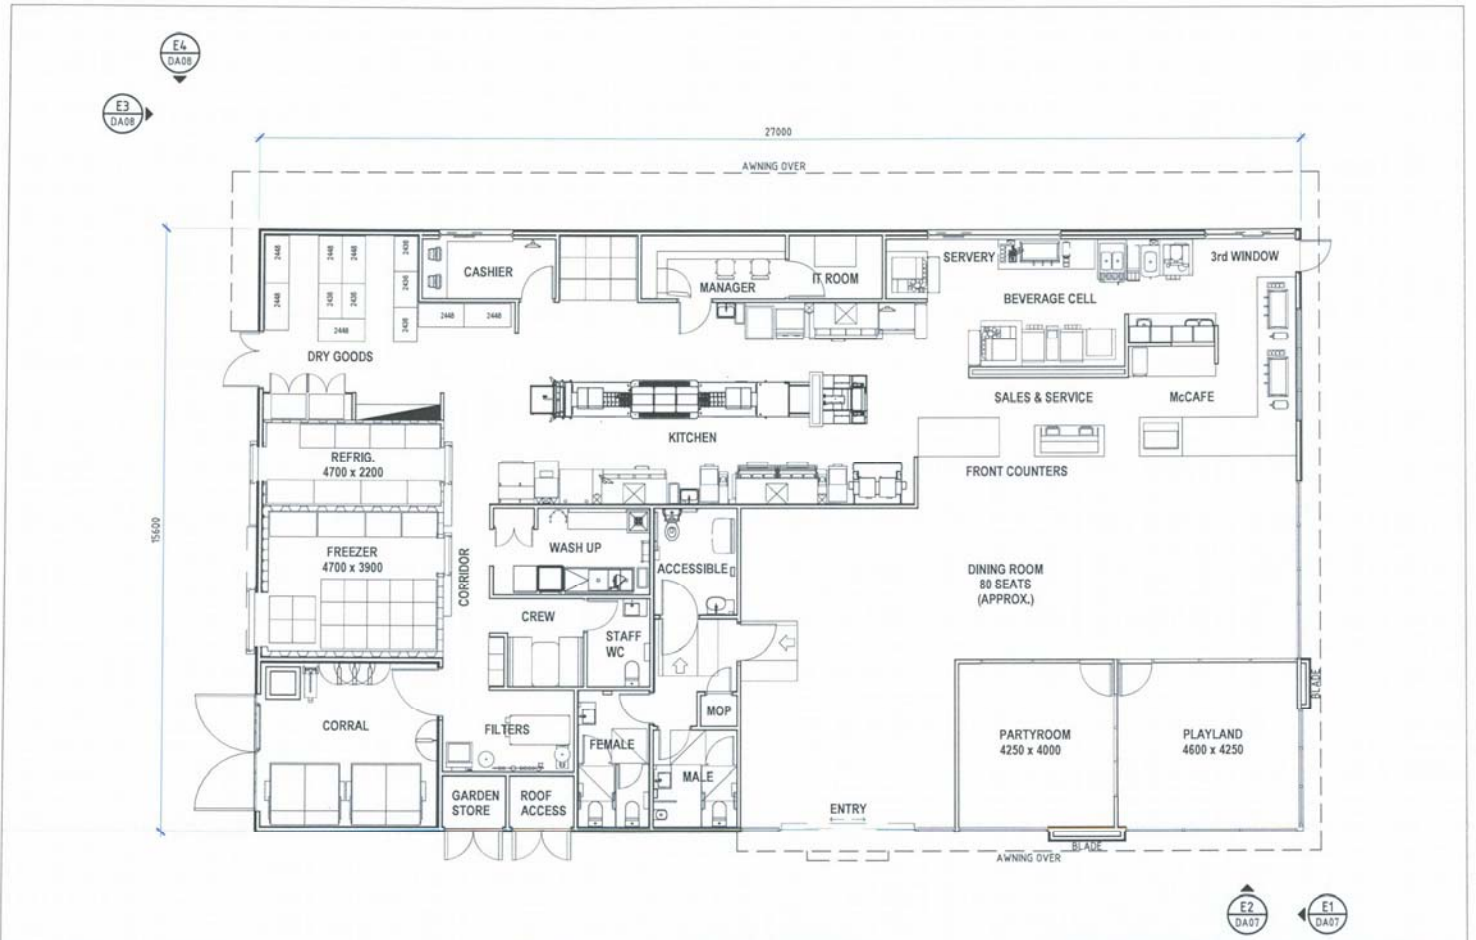 E4
DA08
E3
DA08
27000
AWNING OVER
2448
2448
2448
2436
CASHIER
MANAGER
IT ROOM
SERVERY
3rd WINDOW
2436
BEVERAGE CELL
2448
2436
2436
2448
2436
2448
2448
DRY GOODS
SALES & SERVICE
McCAFE
KITCHEN
REFRIG.
4700 x 2200
FRONT COUNTERS
15600
FREEZER
4700 x 3900
CORRIDOR
WASH UP
ACCESSIBLE
DINING ROOM
80 SEATS
(APPROX.)
CREW
STAFF
WC
BLADE
CORRAL
FILTERS
MOP
FEMALE
PARTYROOM
4250 x 4000
PLAYLAND
4600 x 4250
MALE
GARDEN
STORE
ROOF
ACCESS
ENTRY
BLADE
AWNING OVER
E2
DA07
E1
DA07